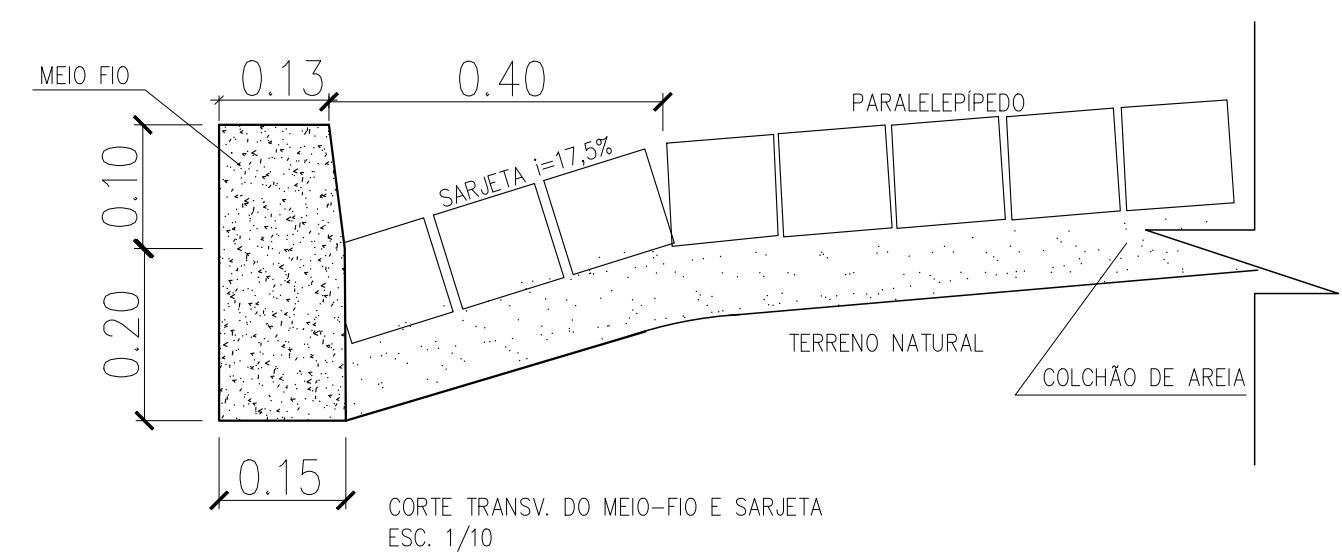 MEIO FIO
0.13
0.40
PARALELEPÍPEDO
SARJETA i=17,5%
0.10
0.20
TERRENO NATURAL
COLCHÃO DE AREIA
0.15
CORTE TRANSV. DO MEIO-FIO E SARJETA
ESC. 1/10